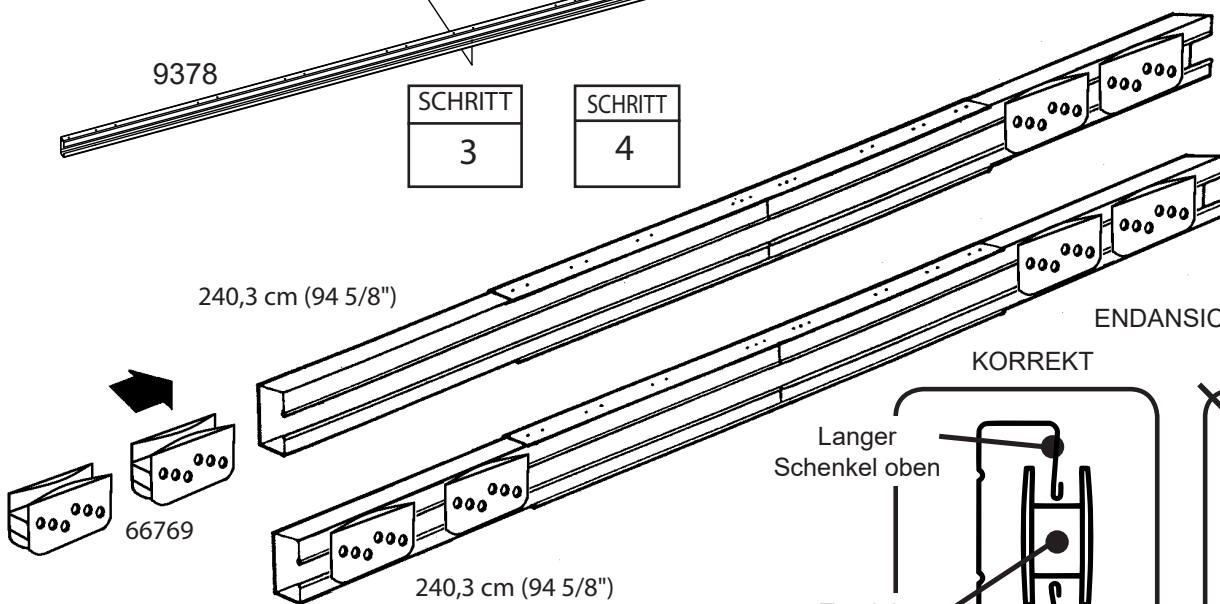 9378
SCHRITT
3
SCHRITT
4
240,3 cm (94 5/8")
66769
240,3 cm (94 5/8")
KORREKT
Langer
Schenkel oben